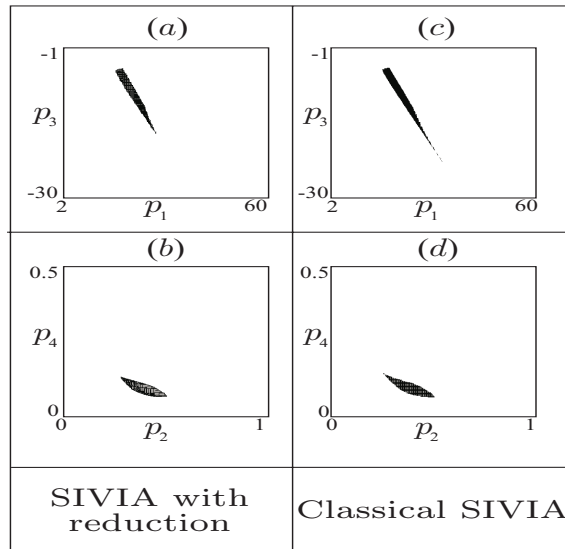 (a)
-1
p3
-30
2
p1
60
(c)
-1
p3
-30
2
p1
60
(b)
0.5
p4
0
0
p2
1
(d)
0.5
p4
0
0
p2
1
SIVIA with
reduction
Classical SIVIA